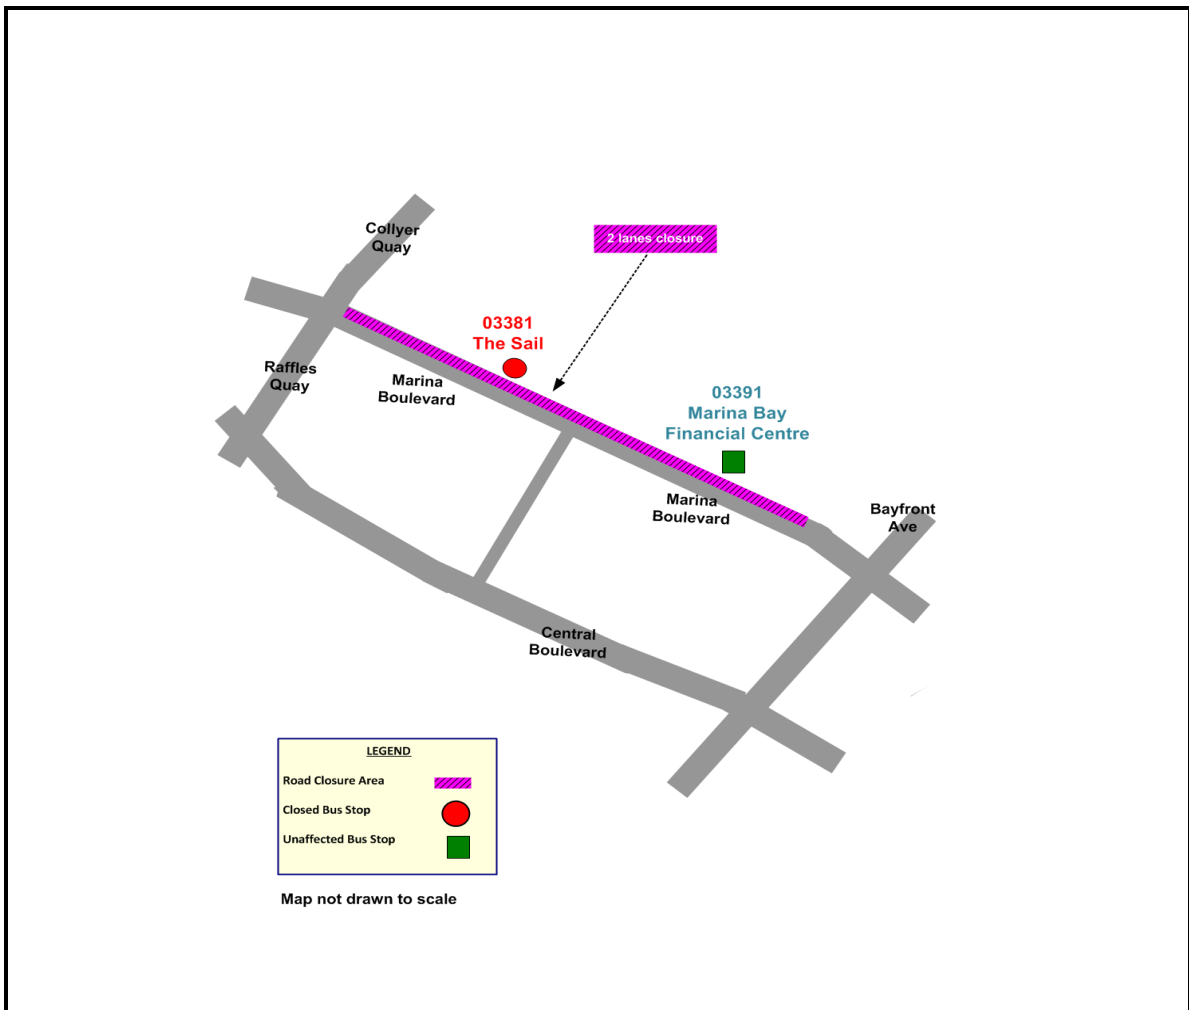 Collyer
Quay
2 lanes closure
03381
The Sail
Raffles
Quay
Marina
Boulevard
03391
Marina Bay
Financial Centre
Marina
Boulevard
Bayfront
Ave
Central
Boulevard
LEGEND
Road Closure Area
Closed Bus Stop
Unaffected Bus Stop
Map not drawn to scale